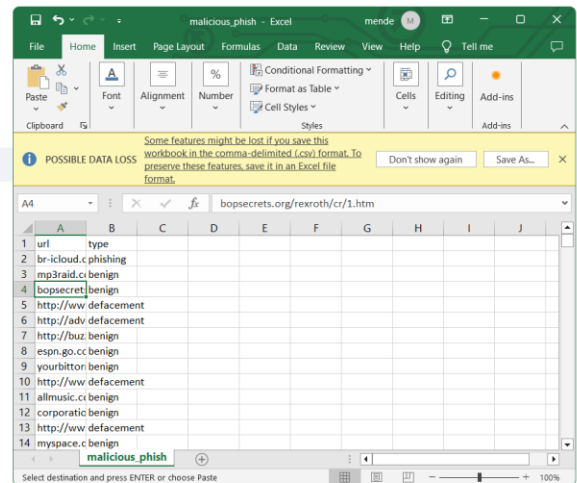 malicious_phish - Excel
mende M
File Home Insert Page Layout Formulas Data Review View Help Tell me
Paste
Font
Alignment
%
Number
Conditional Formatting
Format as Table
Cell Styles
Cells
Editing
Add-ins
Clipboard Styles Add-ins
POSSIBLE DATA LOSS
Some features might be lost if you save this
workbook in the comma-delimited (.csv) format. To
preserve these features, save it in an Excel file
format.
Don't show again
Save As...
A4 fx bopsecrets.org/rexroth/cr/1.htm
A B C D E F G H I J
1 url type
2 br-icloud.c phishing
3 mp3raid.co benign
4 bopsecret benign
5 http://ww defacement
6 http://adv defacement
7 http://buz benign
8 espn.go.cc benign
9 yourbitton benign
10 http://ww defacement
11 allmusic.co benign
12 corporatio benign
13 http://ww defacement
14 myspace.c benign
malicious_phish
Select destination and press ENTER or choose Paste
100%